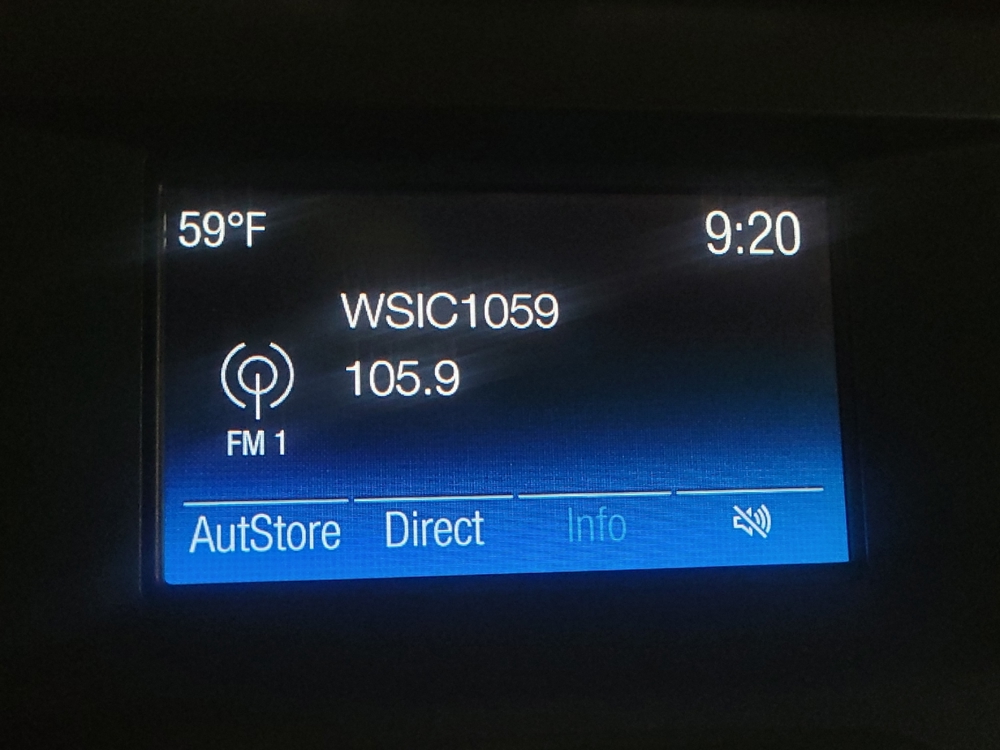 59°F
9:20
WSIC1059
105.9
FM 1
AutStore
Direct
Info